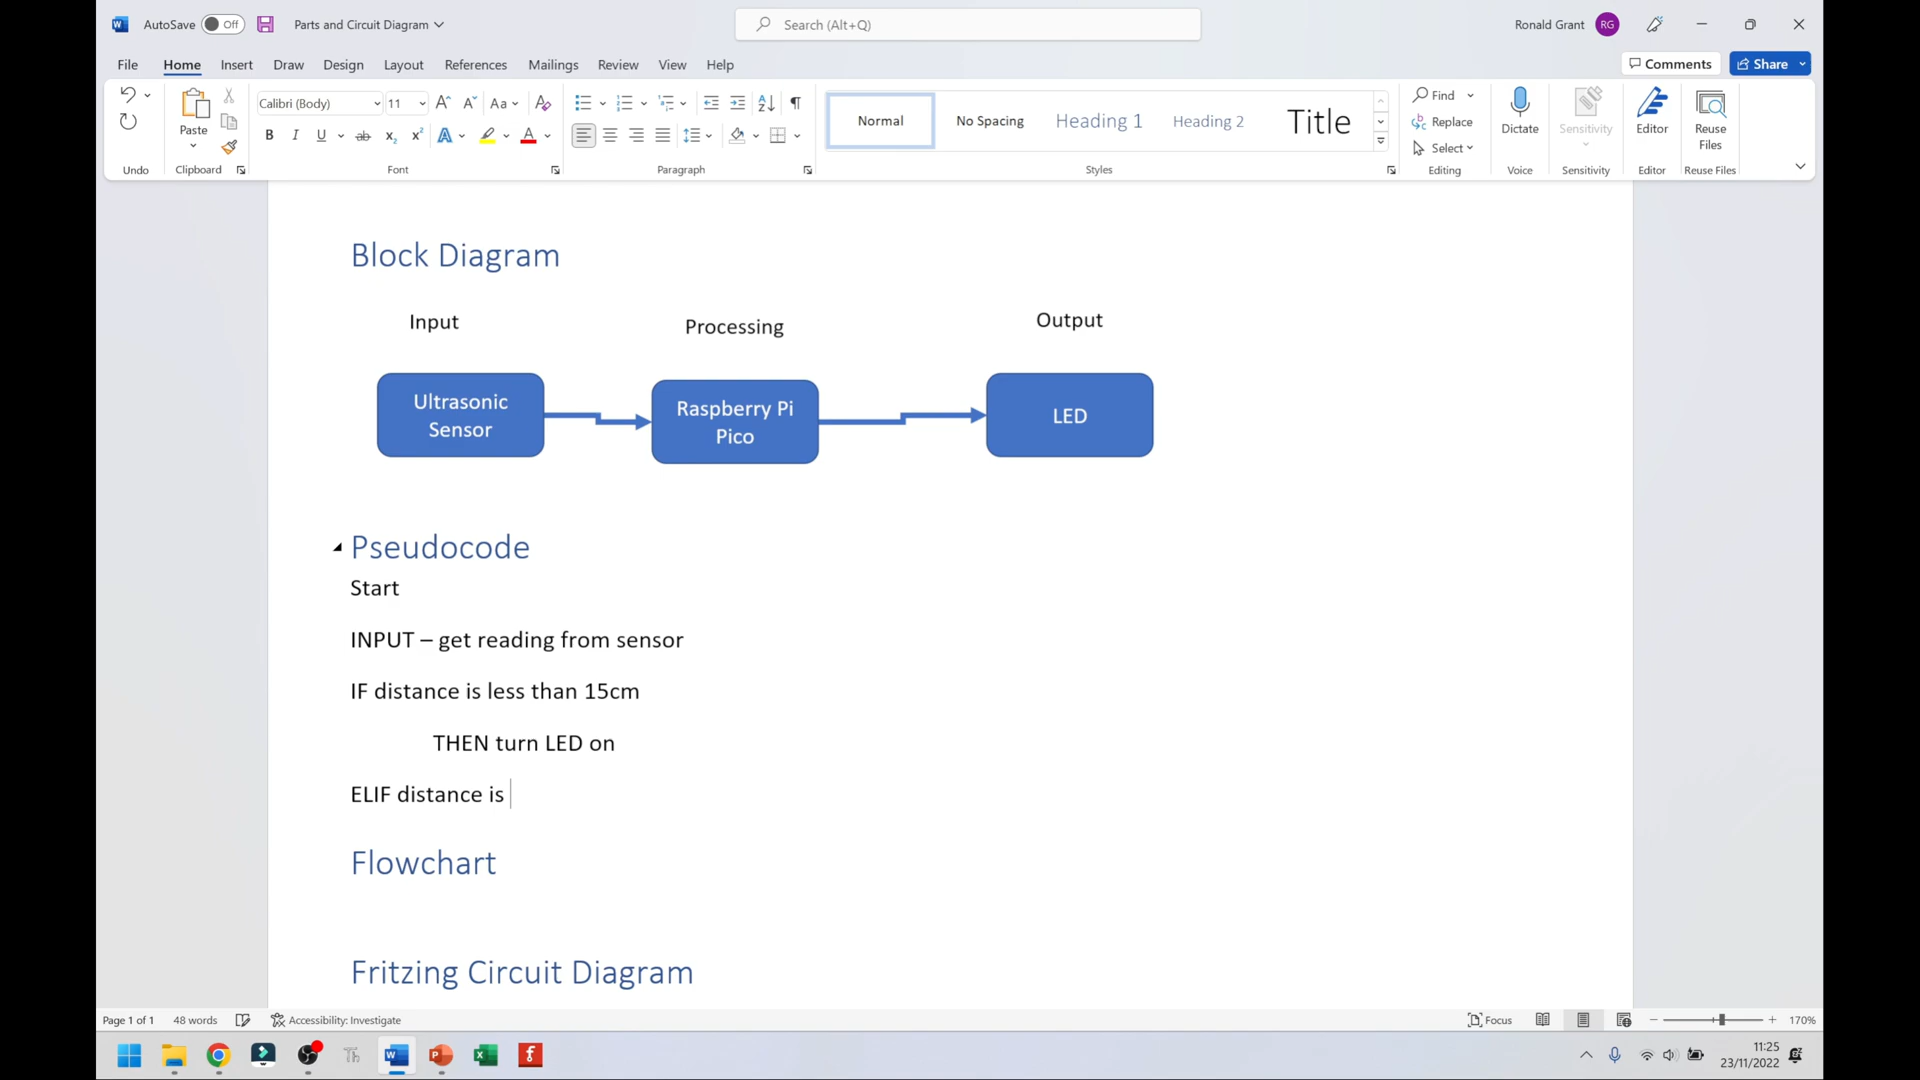 AutoSave Off Parts and Circuit Diagram Search (Alt+Q) Ronald Grant RG
File Home Insert Draw Design Layout References Mailings Review View Help Comments Share
Calibri (Body) 11 Aa Find
Paste Normal No Spacing Heading 1 Heading 2 Title Replace Dictate Sensitivity Editor Reuse Files
B I U ab x₂ x² A A Select
Undo Clipboard Font Paragraph Styles Editing Voice Sensitivity Editor Reuse Files
Block Diagram
Input Processing Output
Ultrasonic
Sensor
Raspberry Pi
Pico
LED
Pseudocode
Start
INPUT – get reading from sensor
IF distance is less than 15cm
THEN turn LED on
ELIF distance is
Flowchart
Fritzing Circuit Diagram
Page 1 of 1 48 words Accessibility: Investigate Focus 170%
Th W P X f 11:25
23/11/2022